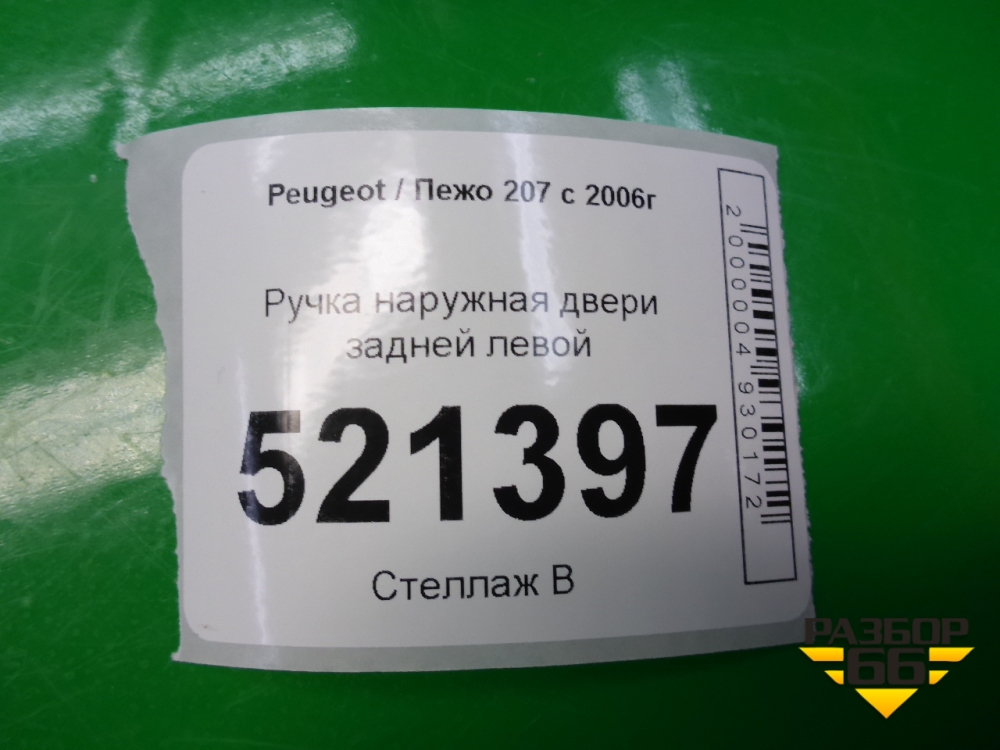 Peugeot / Пежо 207 с 2006г
Ручка наружная двери
задней левой
521397
Стеллаж В
2000004930172
РАЗБОР
66